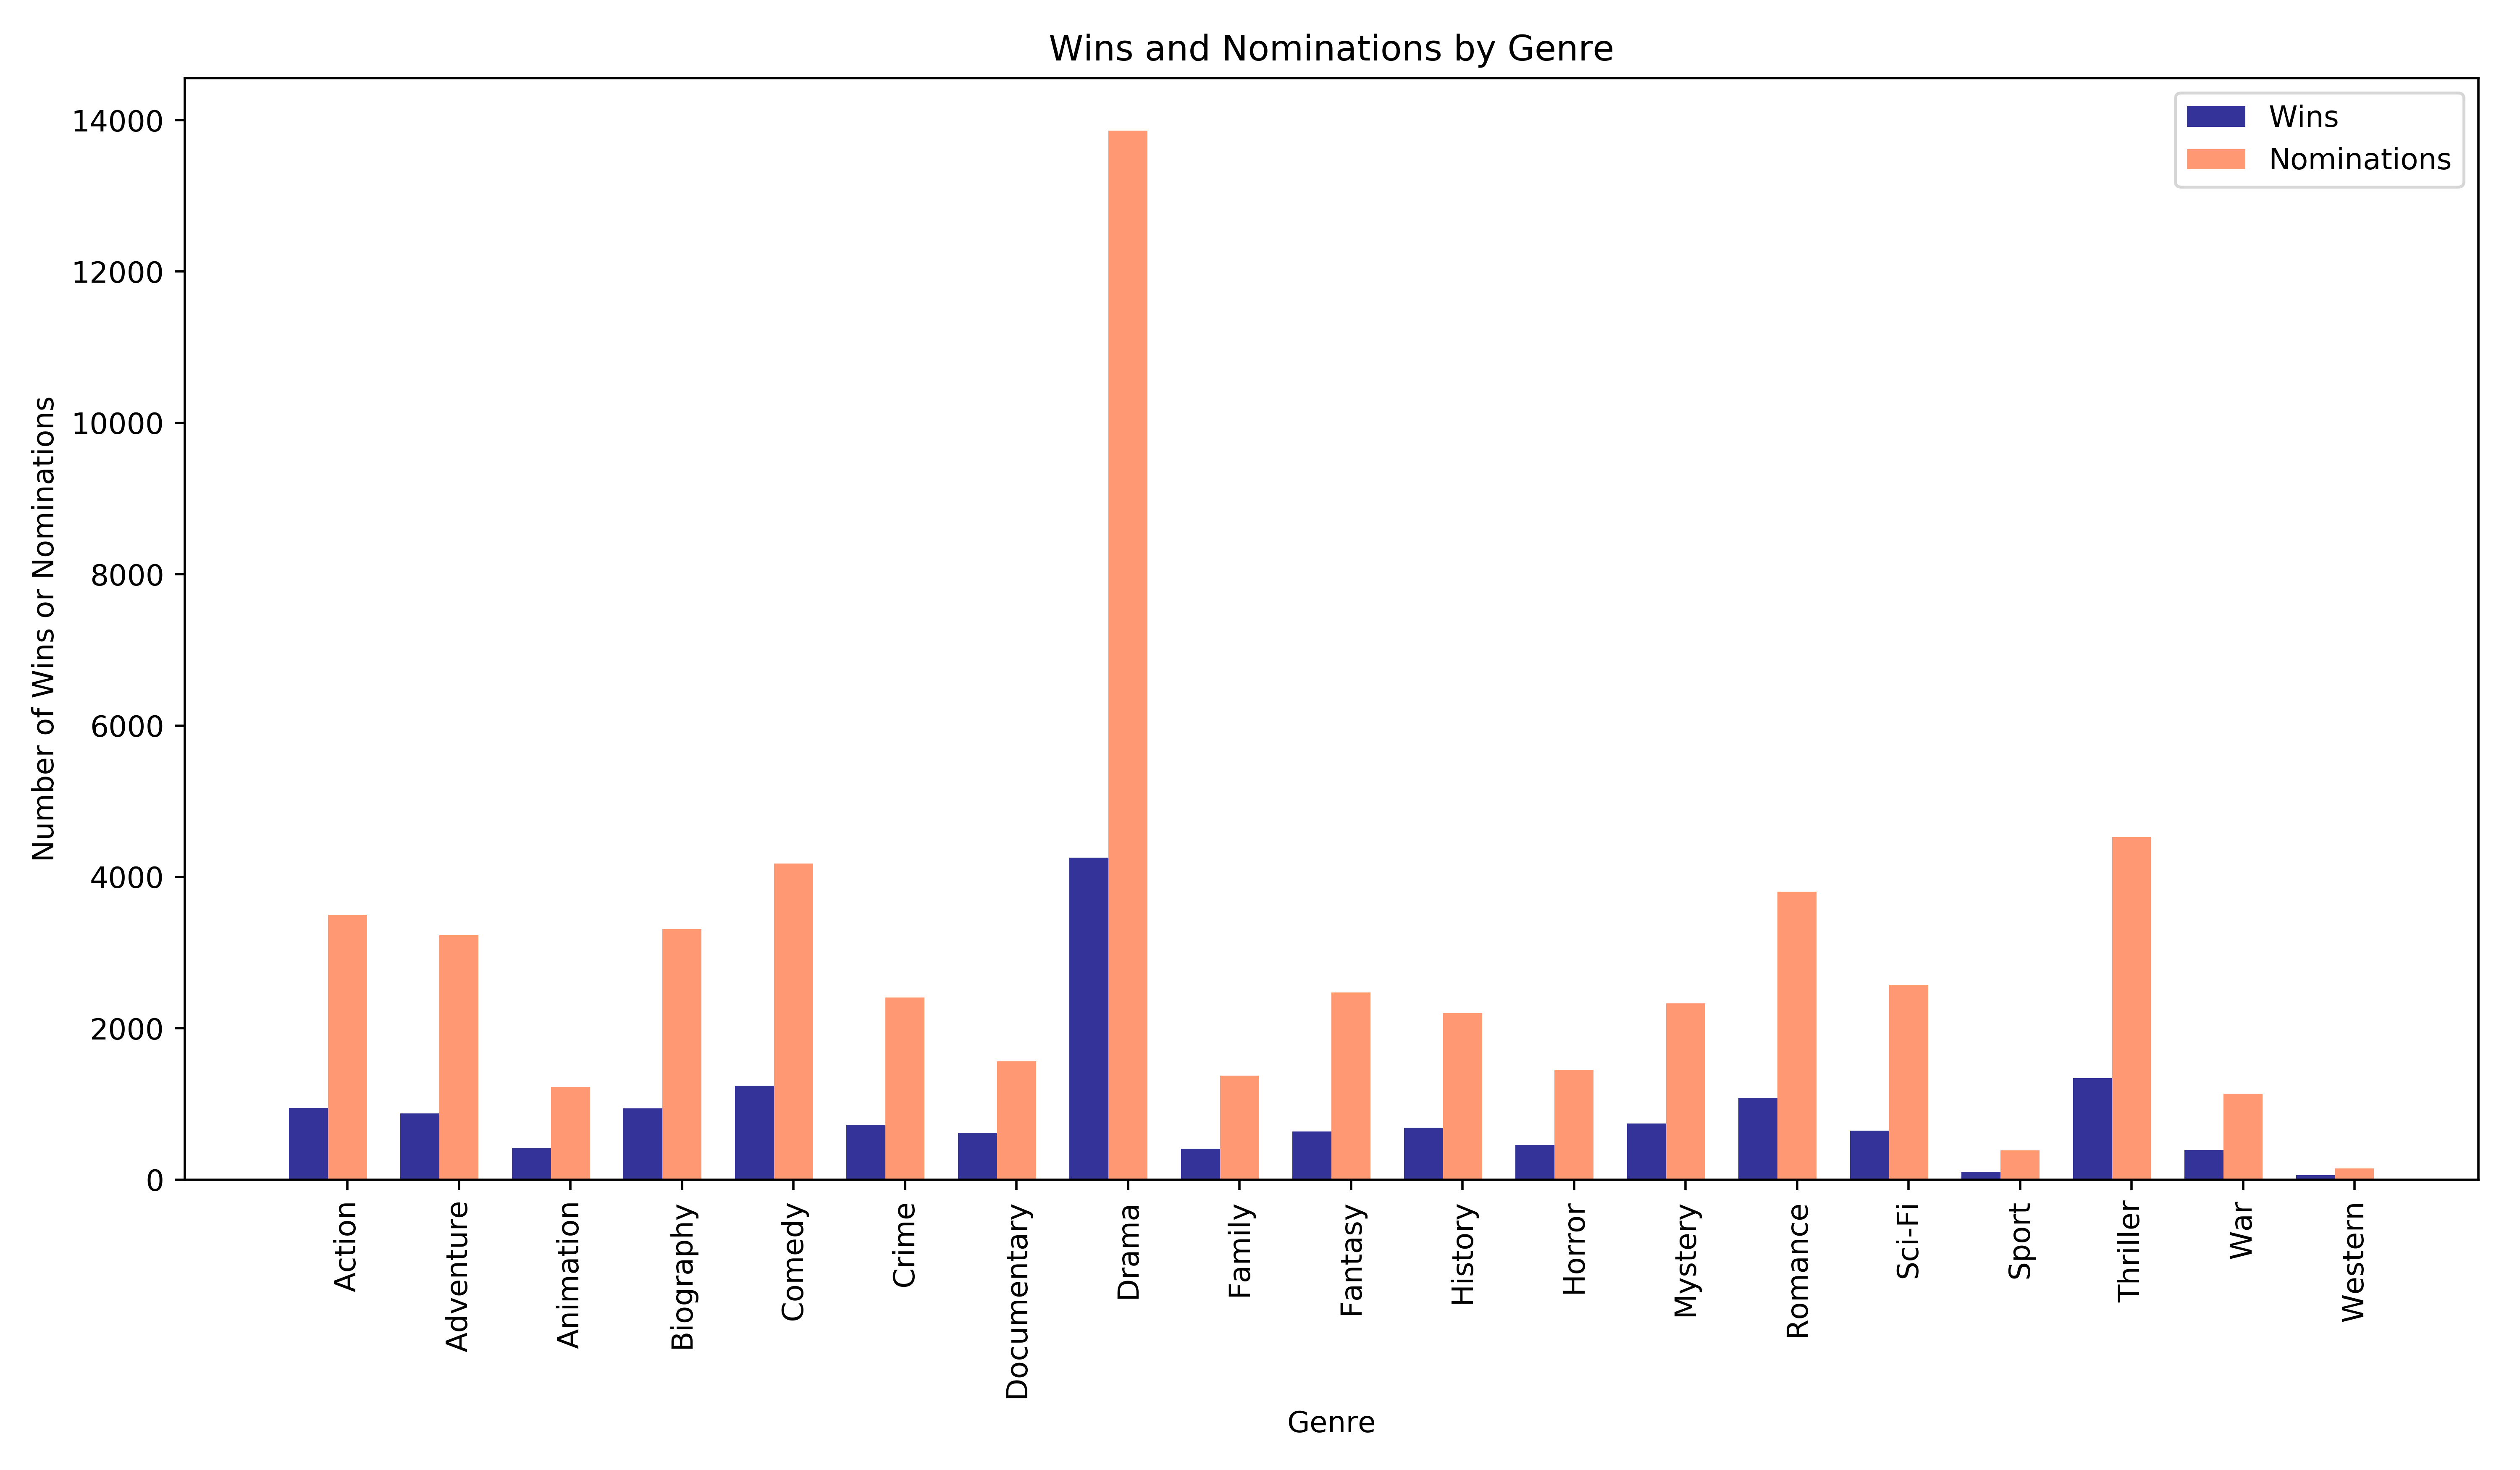 Wins and Nominations by Genre
Wins
Nominations
Number of Wins or Nominations
14000
12000
10000
8000
6000
4000
2000
0
Action
Adventure
Animation
Biography
Comedy
Crime
Documentary
Drama
Family
Fantasy
History
Horror
Mystery
Romance
Sci-Fi
Sport
Thriller
War
Western
Genre